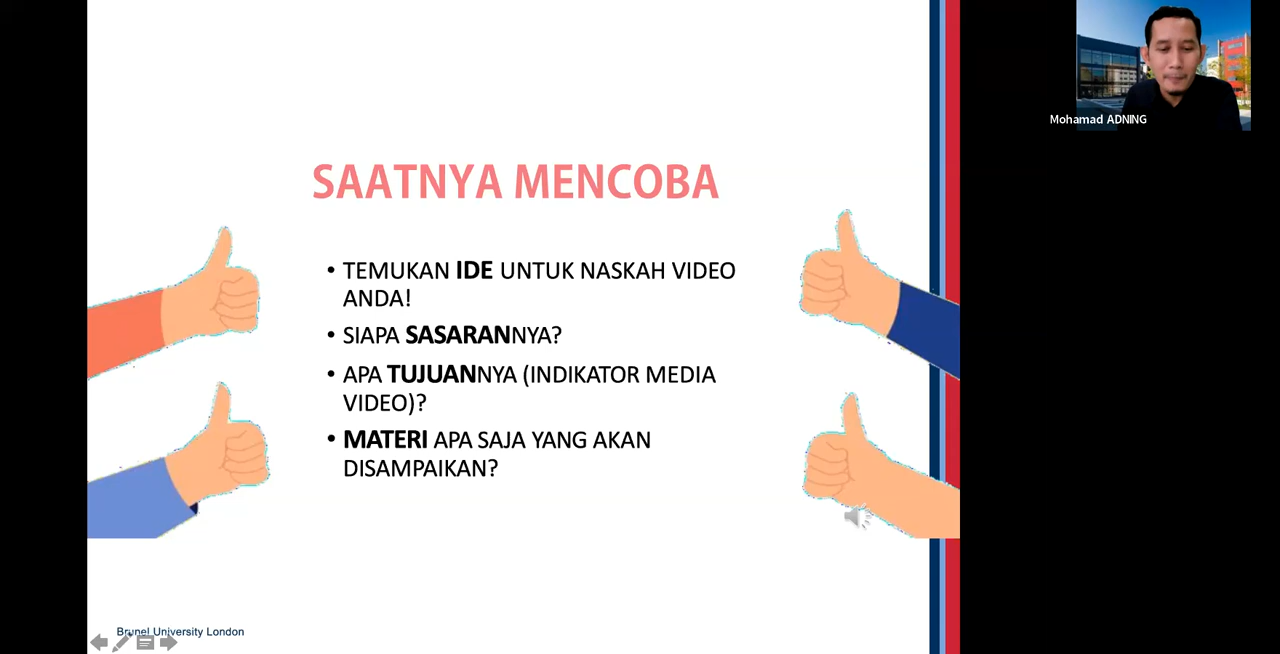 SAATNYA MENCOBA
• TEMUKAN IDE UNTUK NASKAH VIDEO
ANDA!
• SIAPA SASARANNYA?
• APA TUJUANNYA (INDIKATOR MEDIA
VIDEO)?
• MATERI APA SAJA YANG AKAN
DISAMPAIKAN?
Brunel University London
Mohamad ADNING